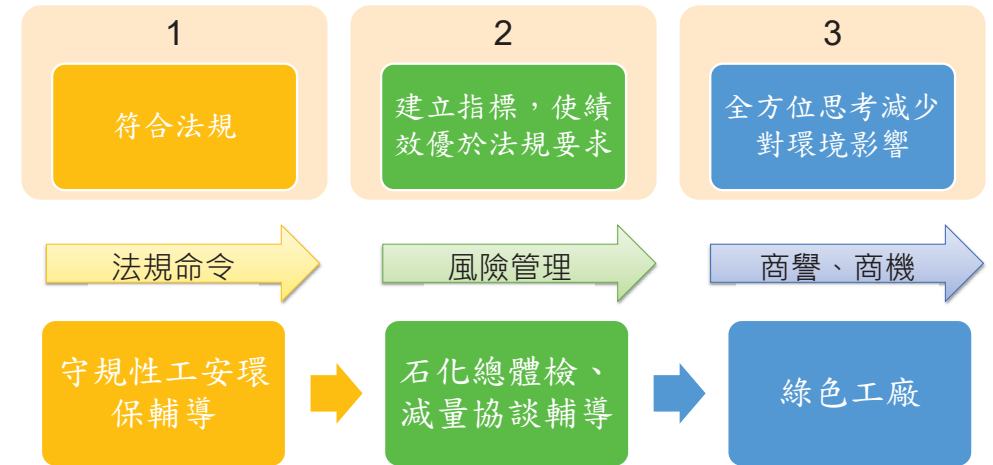 1
2
3
符合法規
建立指標，使績
效優於法規要求
全方位思考減少
對環境影響
法規命令
風險管理
商譽、商機
守規性工安環
保輔導
石化總體檢、
減量協談輔導
綠色工廠